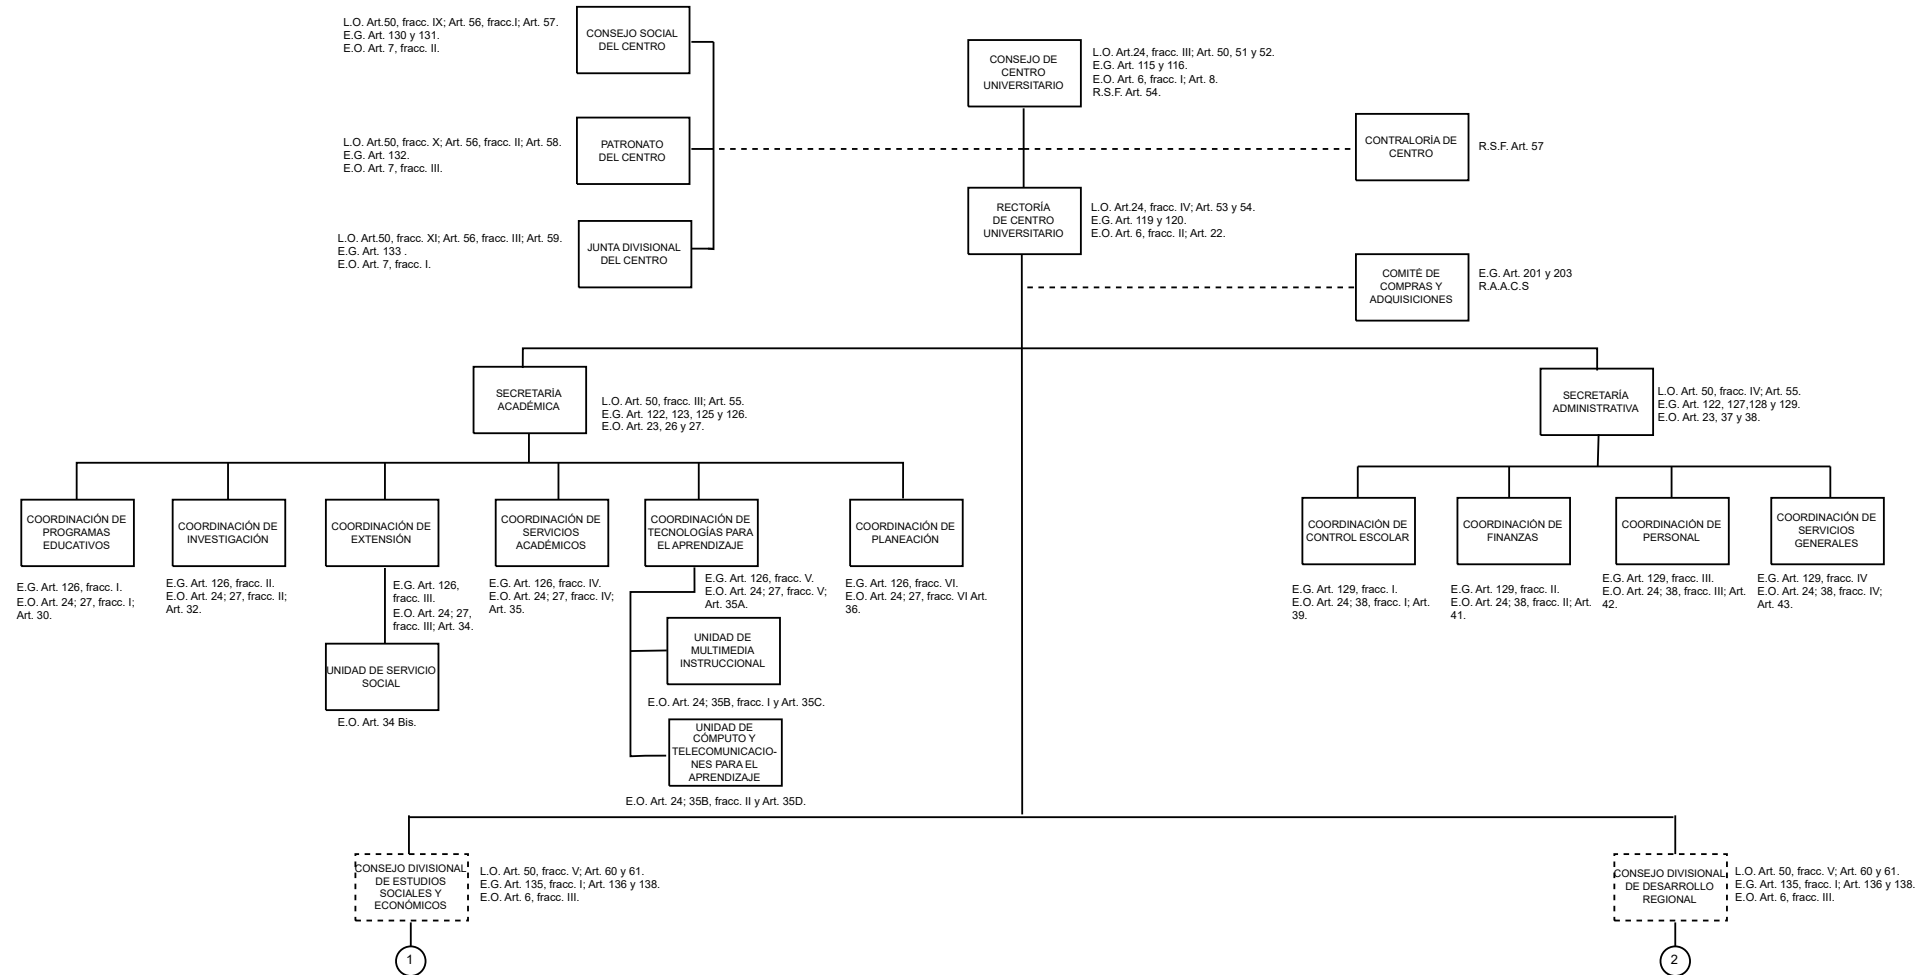 L.O. Art.50, fracc. IX; Art. 56, fracc.I; Art. 57.
E.G. Art. 130 y 131.
E.O. Art. 7, fracc. II.
CONSEJO SOCIAL
DEL CENTRO
CONSEJO DE
CENTRO
UNIVERSITARIO
L.O. Art.24, fracc. III; Art. 50, 51 y 52.
E.G. Art. 115 y 116.
E.O. Art. 6, fracc. I; Art. 8.
R.S.F. Art. 54.
L.O. Art.50, fracc. X; Art. 56, fracc. II; Art. 58.
E.G. Art. 132.
E.O. Art. 7, fracc. III.
PATRONATO
DEL CENTRO
CONTRALORÍA DE
CENTRO
R.S.F. Art. 57
L.O. Art.50, fracc. XI; Art. 56, fracc. III; Art. 59.
E.G. Art. 133 .
E.O. Art. 7, fracc. I.
JUNTA DIVISIONAL
DEL CENTRO
RECTORÍA
DE CENTRO
UNIVERSITARIO
L.O. Art.24, fracc. IV; Art. 53 y 54.
E.G. Art. 119 y 120.
E.O. Art. 6, fracc. II; Art. 22.
COMITÉ DE
COMPRAS Y
ADQUISICIONES
E.G. Art. 201 y 203
R.A.A.C.S
SECRETARÍA
ACADÉMICA
L.O. Art. 50, fracc. III; Art. 55.
E.G. Art. 122, 123, 125 y 126.
E.O. Art. 23, 26 y 27.
SECRETARÍA
ADMINISTRATIVA
L.O. Art. 50, fracc. IV; Art. 55.
E.G. Art. 122, 127,128 y 129.
E.O. Art. 23, 37 y 38.
COORDINACIÓN DE
PROGRAMAS
EDUCATIVOS
E.G. Art. 126, fracc. I.
E.O. Art. 24; 27, fracc. I;
Art. 30.
COORDINACIÓN DE
INVESTIGACIÓN
E.G. Art. 126, fracc. II.
E.O. Art. 24; 27, fracc. II;
Art. 32.
COORDINACIÓN DE
EXTENSIÓN
E.G. Art. 126,
fracc. III.
E.O. Art. 24; 27,
fracc. III; Art. 34.
COORDINACIÓN DE
SERVICIOS
ACADÉMICOS
E.G. Art. 126, fracc. IV.
E.O. Art. 24; 27, fracc. IV;
Art. 35.
COORDINACIÓN DE
TECNOLOGÍAS PARA
EL APRENDIZAJE
E.G. Art. 126, fracc. V.
E.O. Art. 24; 27, fracc. V;
Art. 35A.
COORDINACIÓN DE
PLANEACIÓN
E.G. Art. 126, fracc. VI.
E.O. Art. 24; 27, fracc. VI Art.
36.
COORDINACIÓN DE
CONTROL ESCOLAR
E.G. Art. 129, fracc. I.
E.O. Art. 24; 38, fracc. I; Art.
39.
COORDINACIÓN DE
FINANZAS
E.G. Art. 129, fracc. II.
E.O. Art. 24; 38, fracc. II; Art.
41.
COORDINACIÓN DE
PERSONAL
E.G. Art. 129, fracc. III.
E.O. Art. 24; 38, fracc. III; Art.
42.
COORDINACIÓN DE
SERVICIOS
GENERALES
E.G. Art. 129, fracc. IV
E.O. Art. 24; 38, fracc. IV;
Art. 43.
UNIDAD DE SERVICIO
SOCIAL
E.O. Art. 34 Bis.
UNIDAD DE
MULTIMEDIA
INSTRUCCIONAL
E.O. Art. 24; 35B, fracc. I y Art. 35C.
UNIDAD DE
CÓMPUTO Y
TELECOMUNICACIO-
NES PARA EL
APRENDIZAJE
E.O. Art. 24; 35B, fracc. II y Art. 35D.
CONSEJO DIVISIONAL
DE ESTUDIOS
SOCIALES Y
ECONÓMICOS
L.O. Art. 50, fracc. V; Art. 60 y 61.
E.G. Art. 135, fracc. I; Art. 136 y 138.
E.O. Art. 6, fracc. III.
1
CONSEJO DIVISIONAL
DE DESARROLLO
REGIONAL
L.O. Art. 50, fracc. V; Art. 60 y 61.
E.G. Art. 135, fracc. I; Art. 136 y 138.
E.O. Art. 6, fracc. III.
2